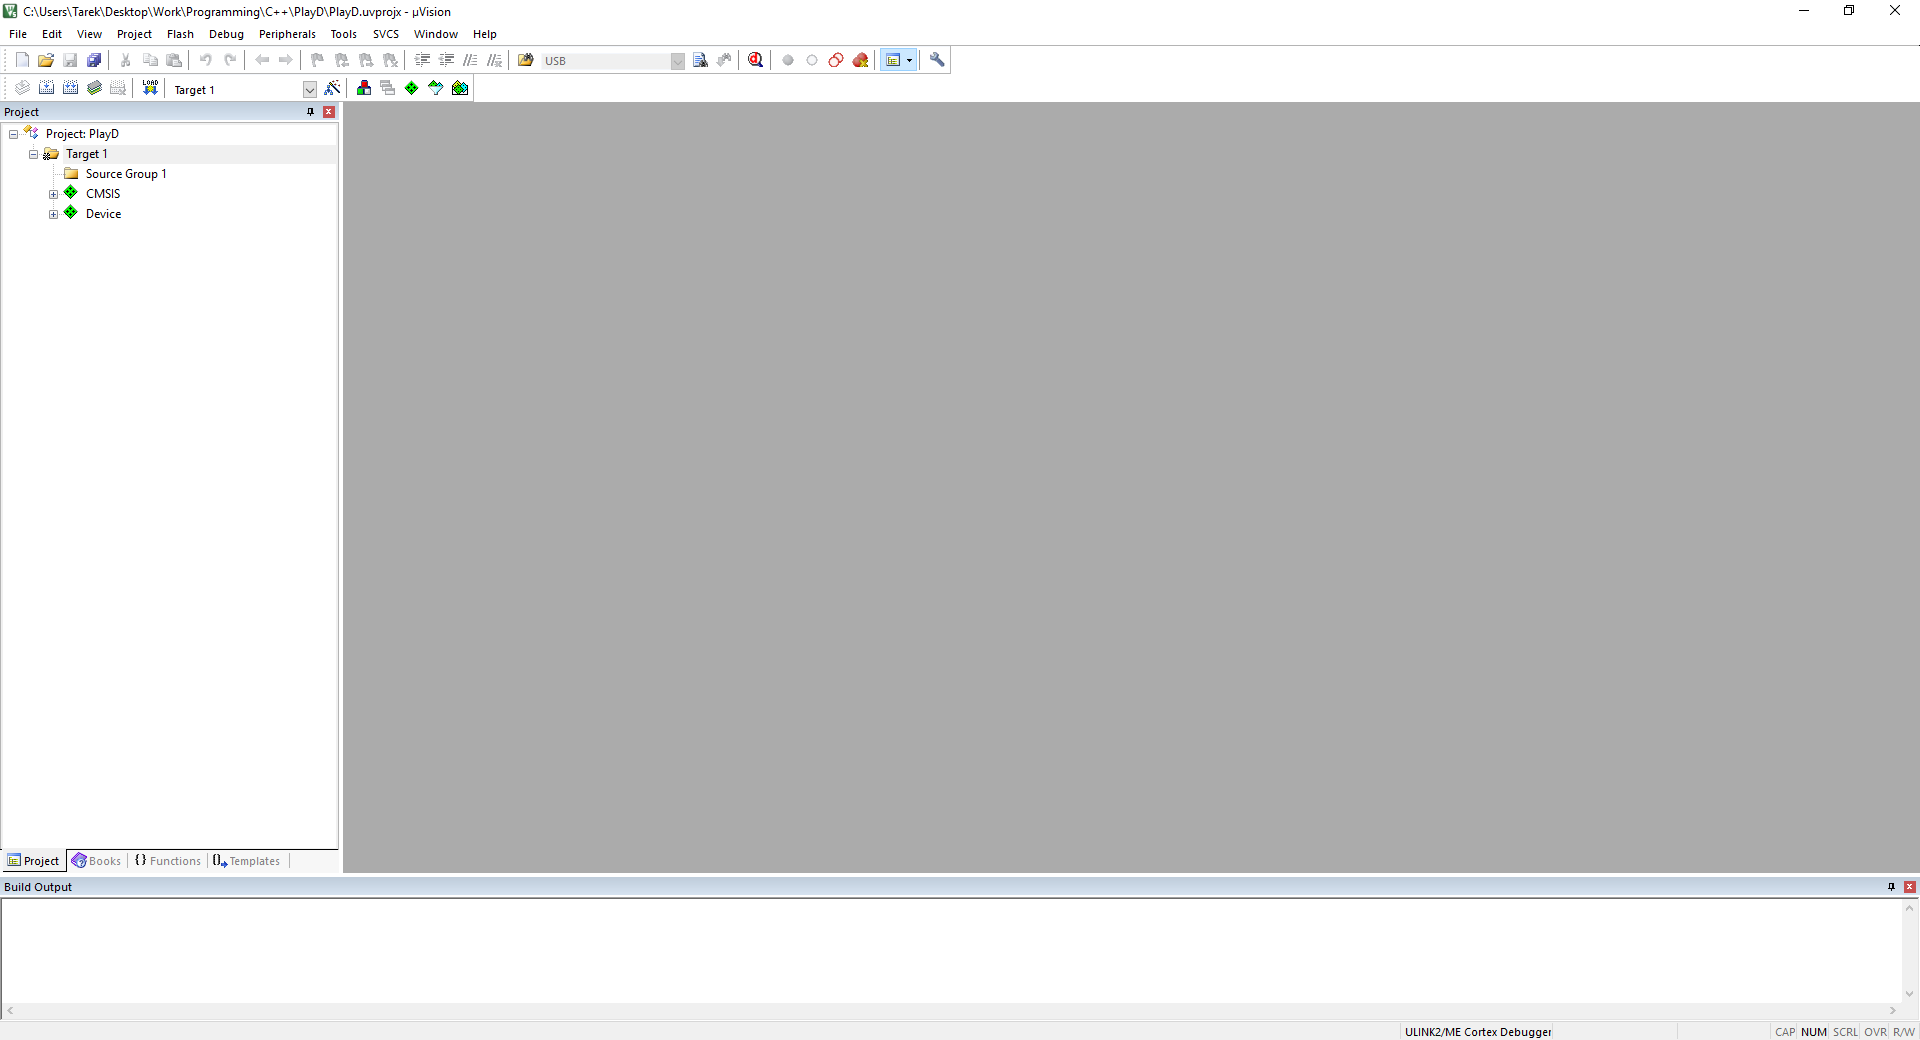 C:\Users\Tarek\Desktop\Work\Programming\C++\PlayD\PlayD.uvprojx - µVision
File Edit View Project Flash Debug Peripherals Tools SVCS Window Help
USB
LOAD Target 1
Project
Project: PlayD
Target 1
Source Group 1
CMSIS
Device
Project Books {} Functions Templates
Build Output
ULINK2/ME Cortex Debugger CAP NUM SCRL OVR R/W